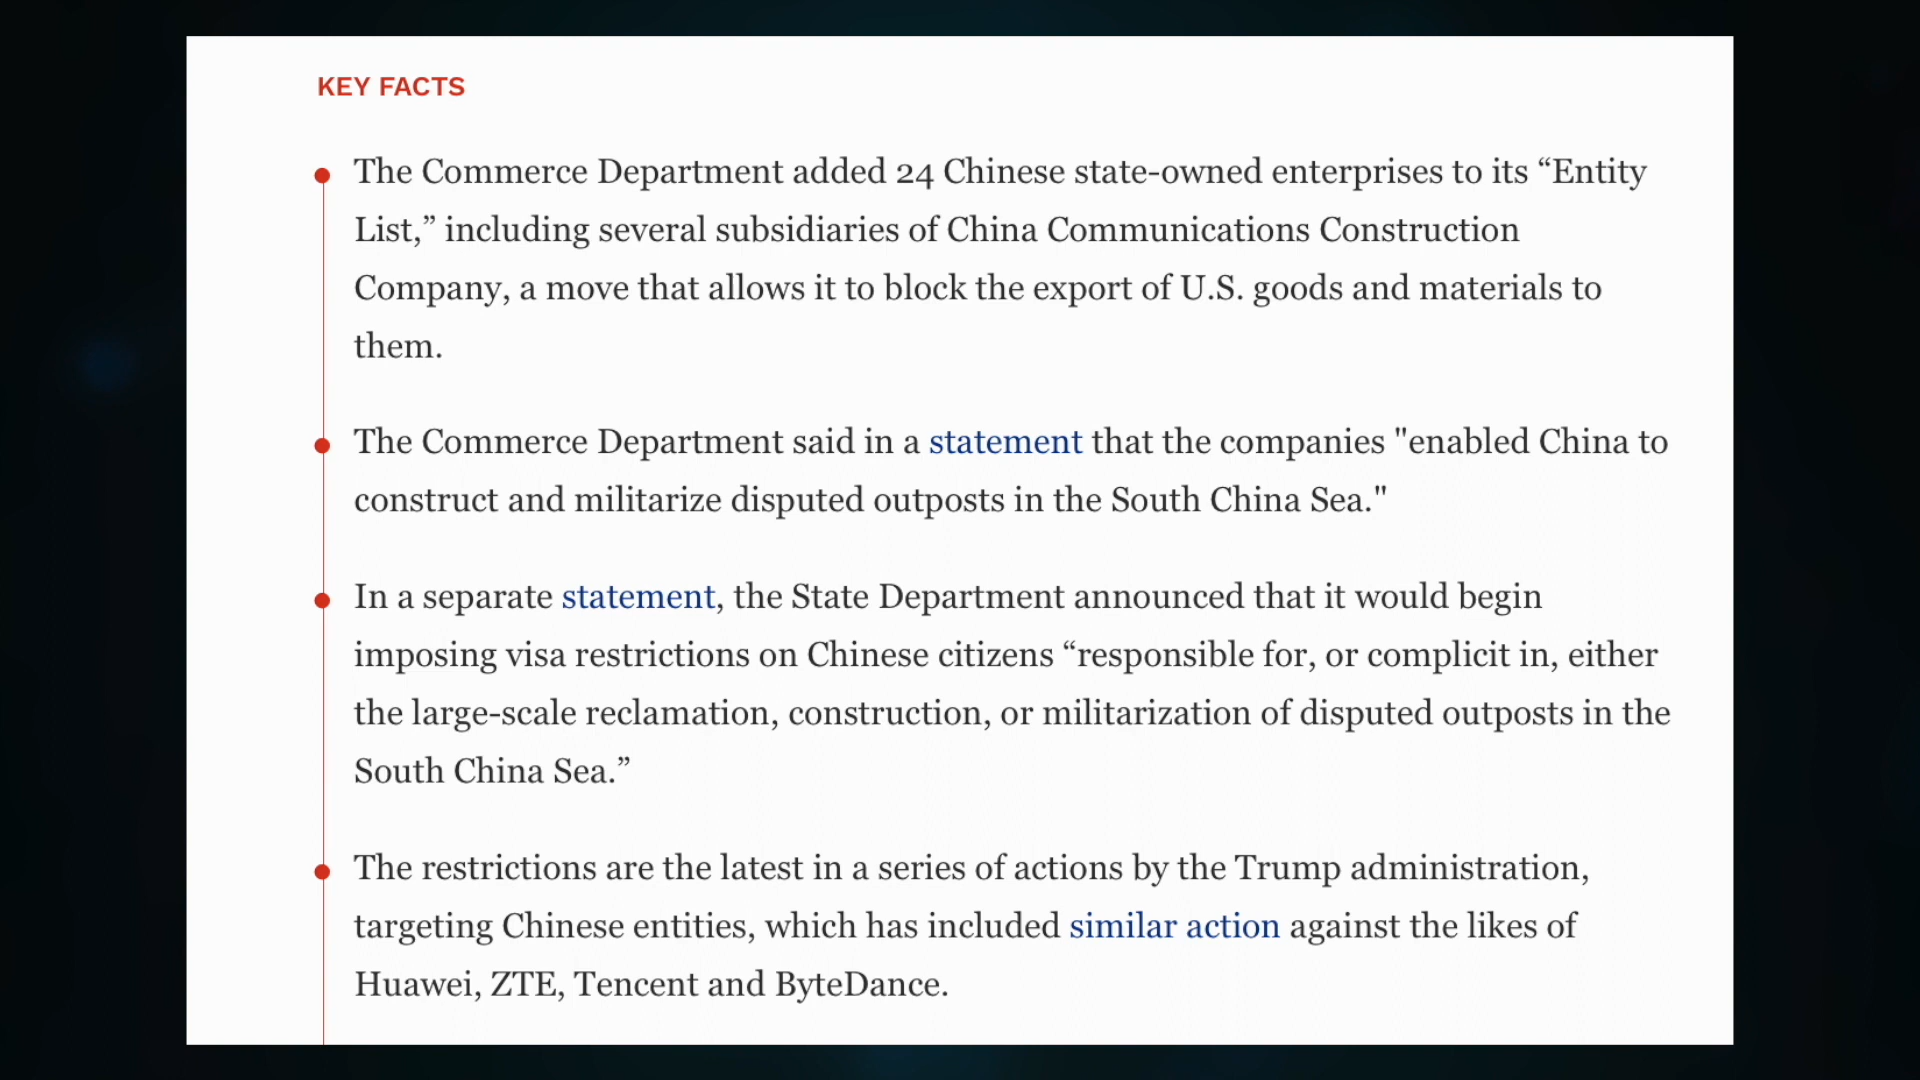 KEY FACTS
The Commerce Department added 24 Chinese state-owned enterprises to its “Entity
List,” including several subsidiaries of China Communications Construction
Company, a move that allows it to block the export of U.S. goods and materials to
them.
The Commerce Department said in a statement that the companies "enabled China to
construct and militarize disputed outposts in the South China Sea."
In a separate statement, the State Department announced that it would begin
imposing visa restrictions on Chinese citizens “responsible for, or complicit in, either
the large-scale reclamation, construction, or militarization of disputed outposts in the
South China Sea.”
The restrictions are the latest in a series of actions by the Trump administration,
targeting Chinese entities, which has included similar action against the likes of
Huawei, ZTE, Tencent and ByteDance.